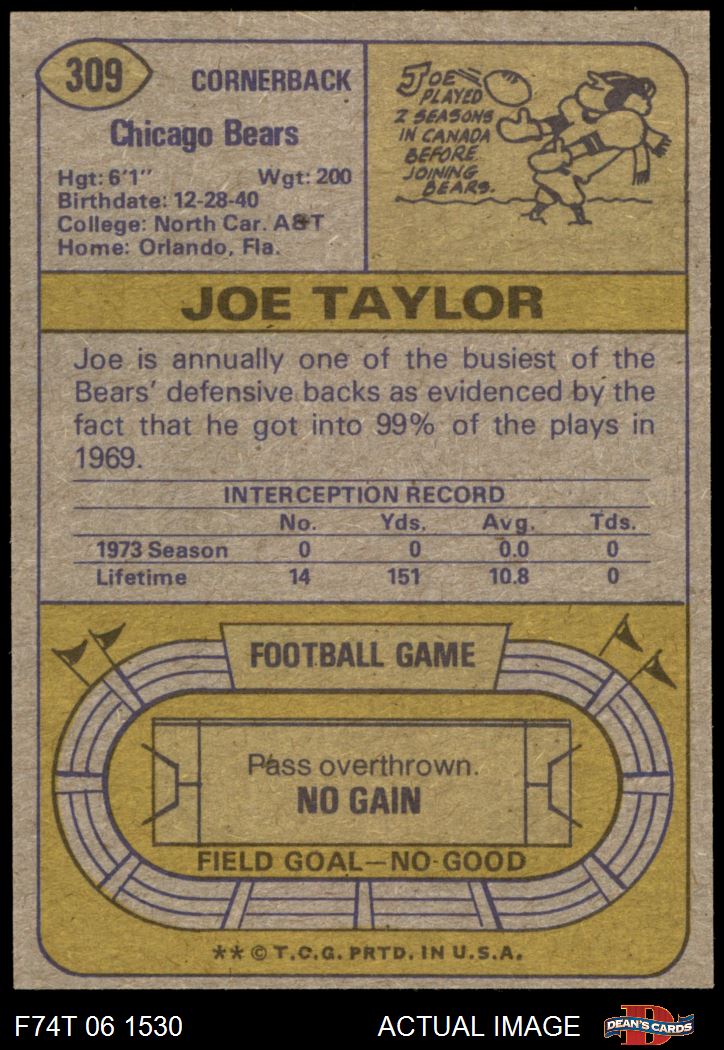 309
CORNERBACK
Chicago Bears
Hgt: 6'1" Wgt: 200
Birthdate: 12-28-40
College: North Car. A&T
Home: Orlando, Fla.
JOE
PLAYED
2 SEASONS
IN CANADA
BEFORE
JOINING
BEARS.
JOE TAYLOR
Joe is annually one of the busiest of the
Bears' defensive backs as evidenced by the
fact that he got into 99% of the plays in
1969.
INTERCEPTION RECORD
No. Yds. Avg. Tds.
1973 Season 0 0 0.0 0
Lifetime 14 151 10.8 0
FOOTBALL GAME
Pass overthrown.
NO GAIN
FIELD GOAL—NO GOOD
** © T.C.G. PRTD. IN U.S.A.
F74T 06 1530 ACTUAL IMAGE
D
DEAN'S CARDS